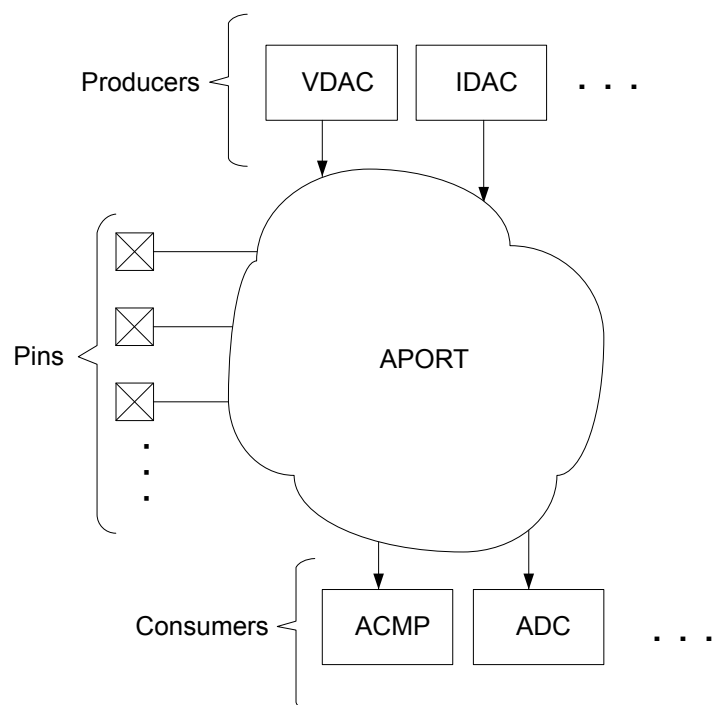 Producers
VDAC
IDAC
. . .
Pins
APORT
.
.
.
Consumers
ACMP
ADC
. . .